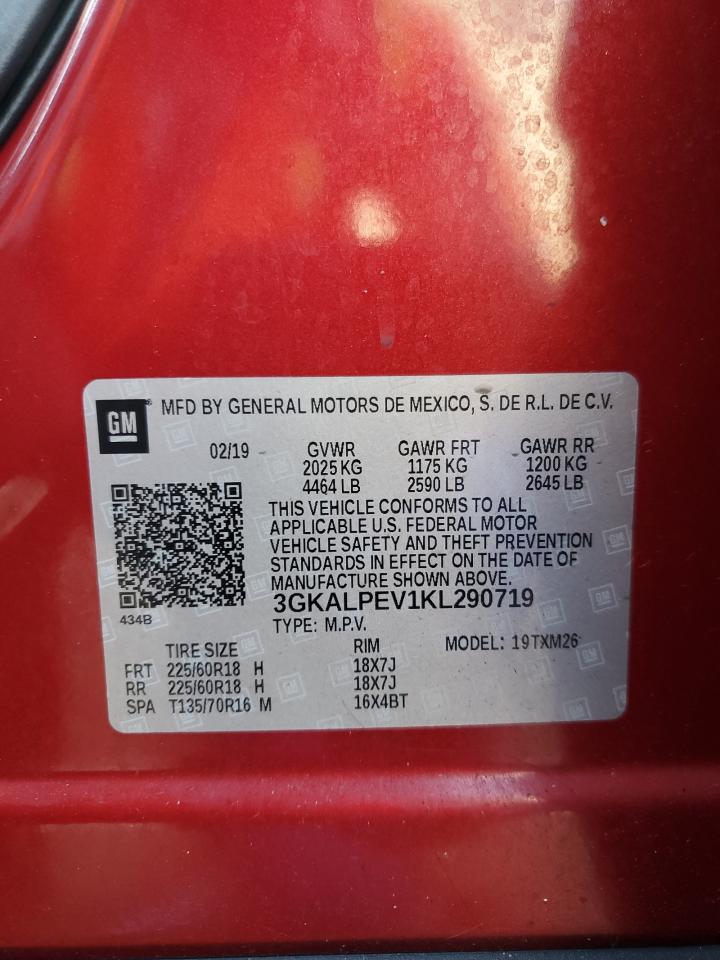 GM® MFD BY GENERAL MOTORS DE MEXICO, S. DE R.L. DE C.V.
02/19 GVWR GAWR FRT GAWR RR
2025 KG 1175 KG 1200 KG
4464 LB 2590 LB 2645 LB
THIS VEHICLE CONFORMS TO ALL
APPLICABLE U.S. FEDERAL MOTOR
VEHICLE SAFETY AND THEFT PREVENTION
STANDARDS IN EFFECT ON THE DATE OF
MANUFACTURE SHOWN ABOVE.
3GKALPEV1KL290719
434B
TYPE: M.P.V.
TIRE SIZE RIM MODEL: 19TXM26
FRT 225/60R18 H 18X7J
RR 225/60R18 H 18X7J
SPA T135/70R16 M 16X4BT